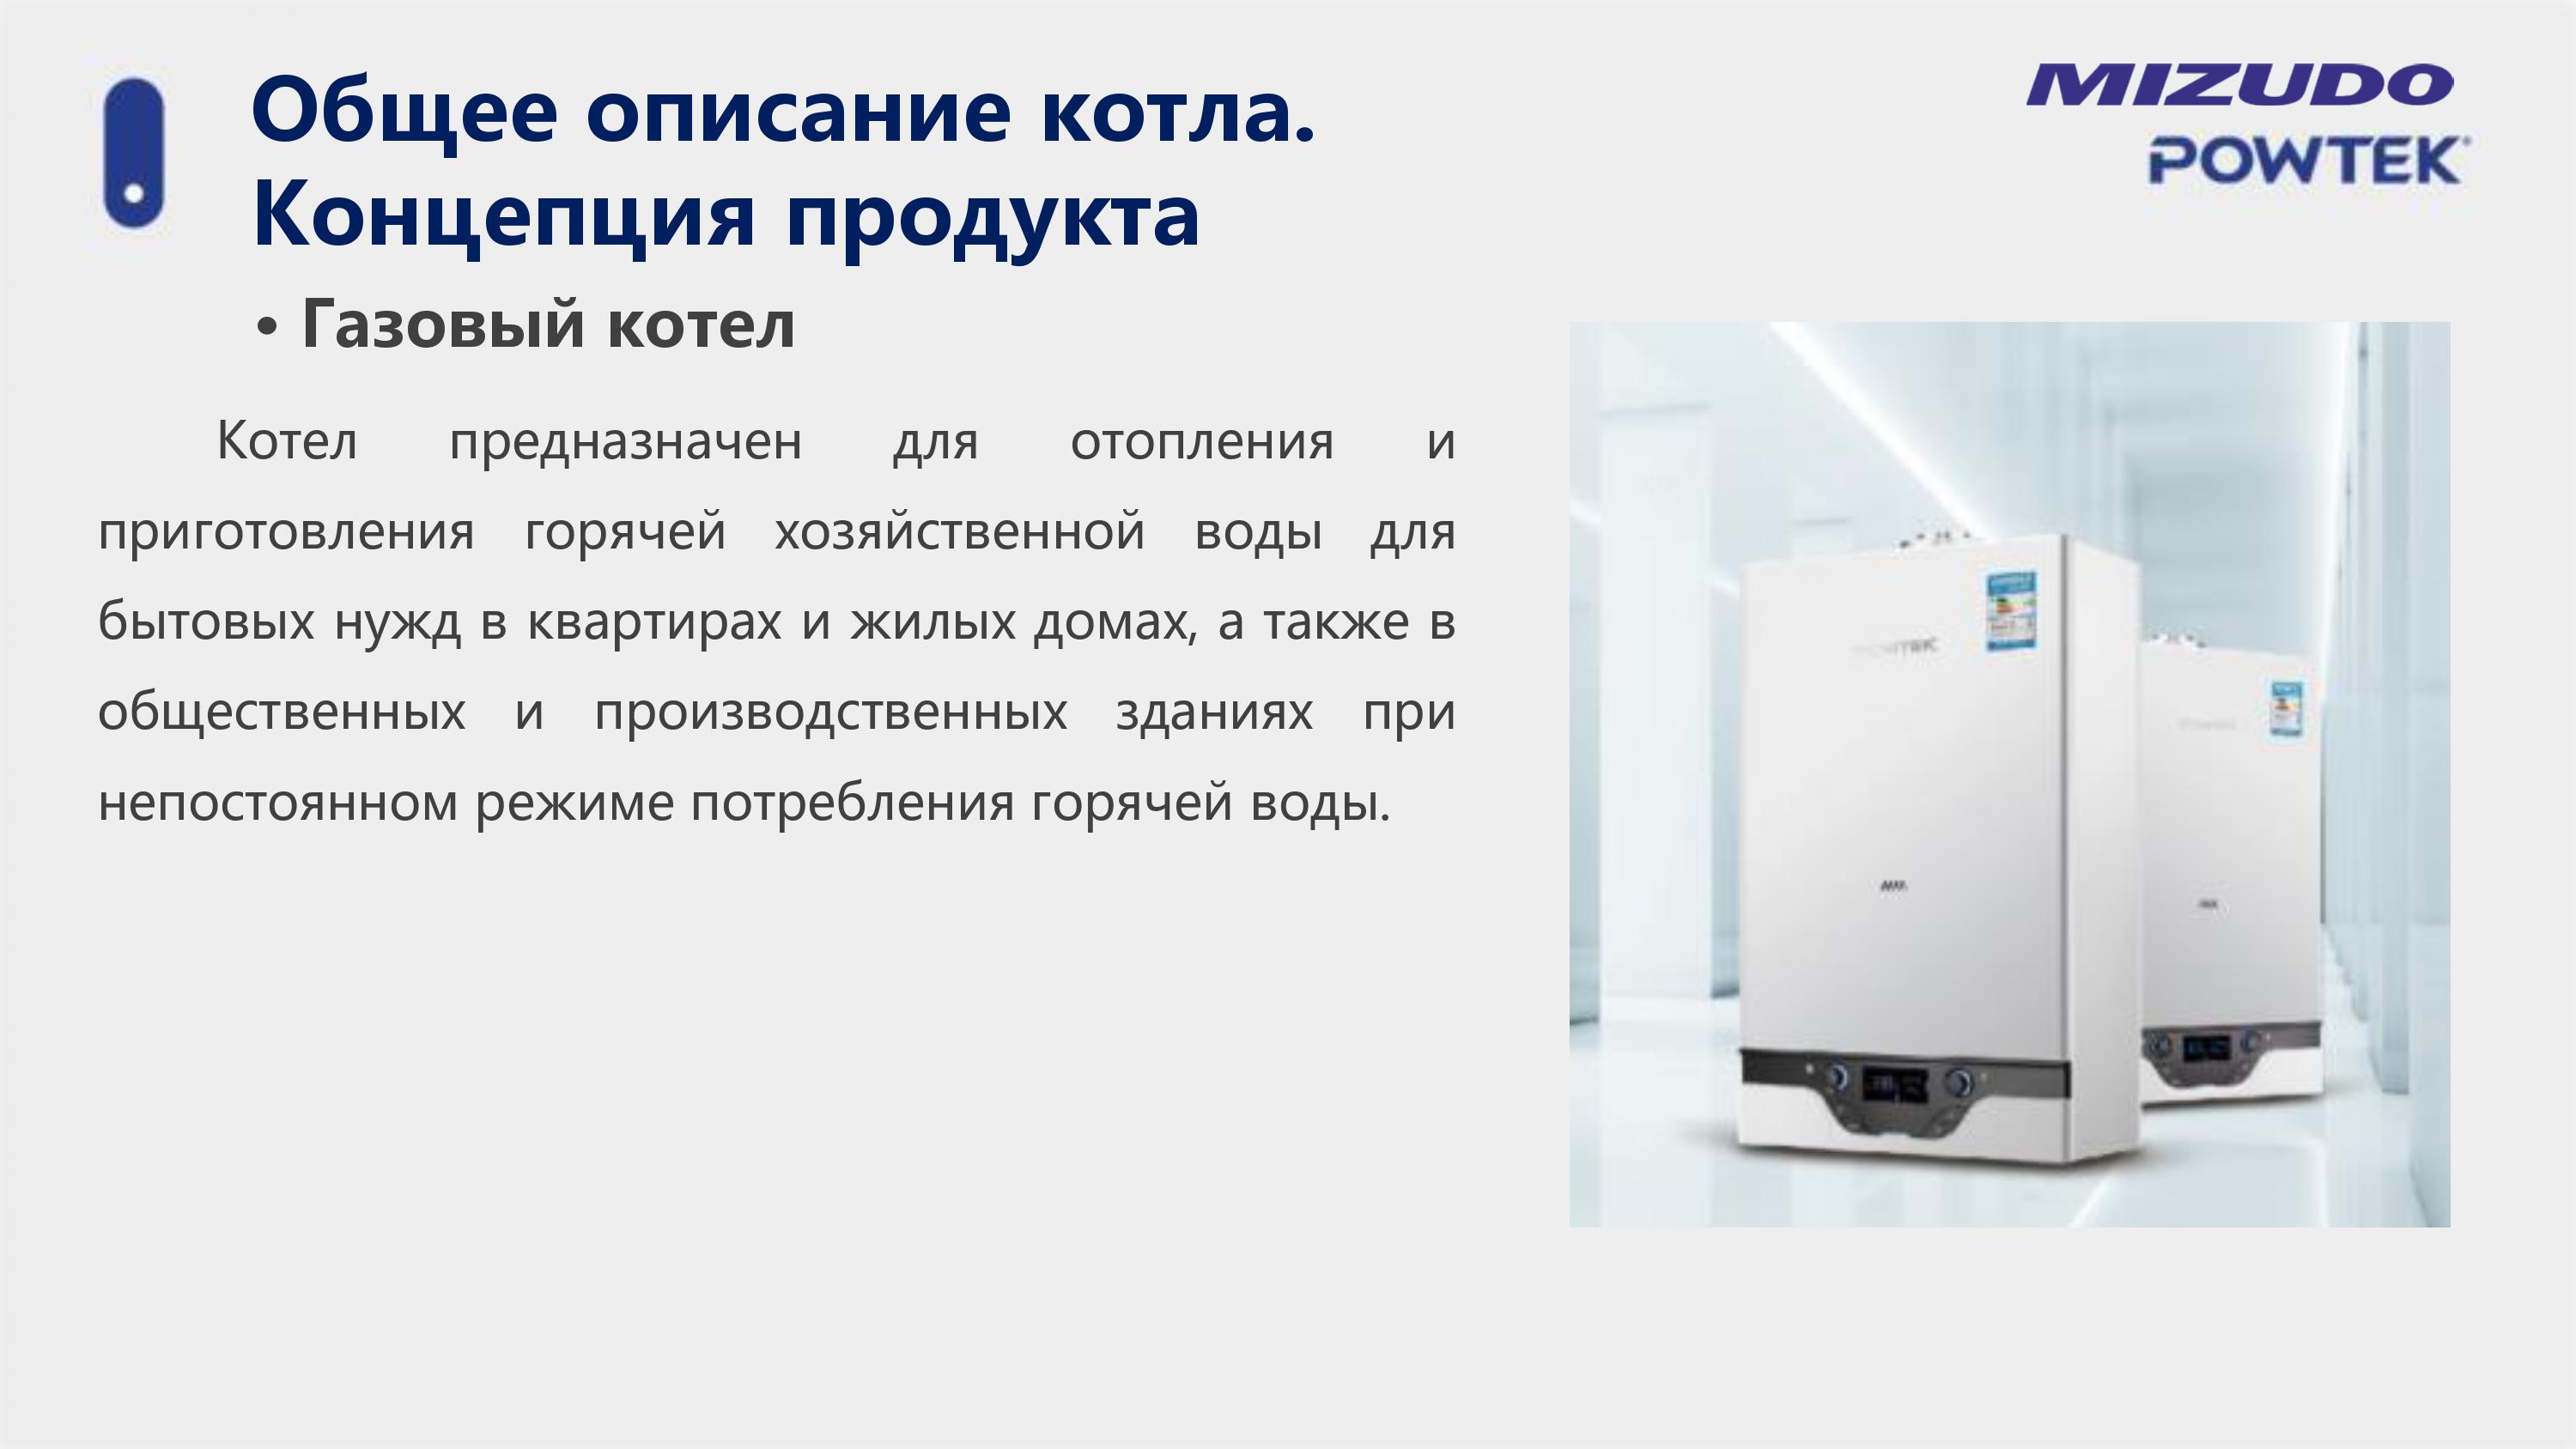 Общее описание котла.
Концепция продукта
MIZUDO
POWTEK
• Газовый котел
Котел предназначен для отопления и
приготовления горячей хозяйственной воды для
бытовых нужд в квартирах и жилых домах, а также в
общественных и производственных зданиях при
непостоянном режиме потребления горячей воды.
POWTEK